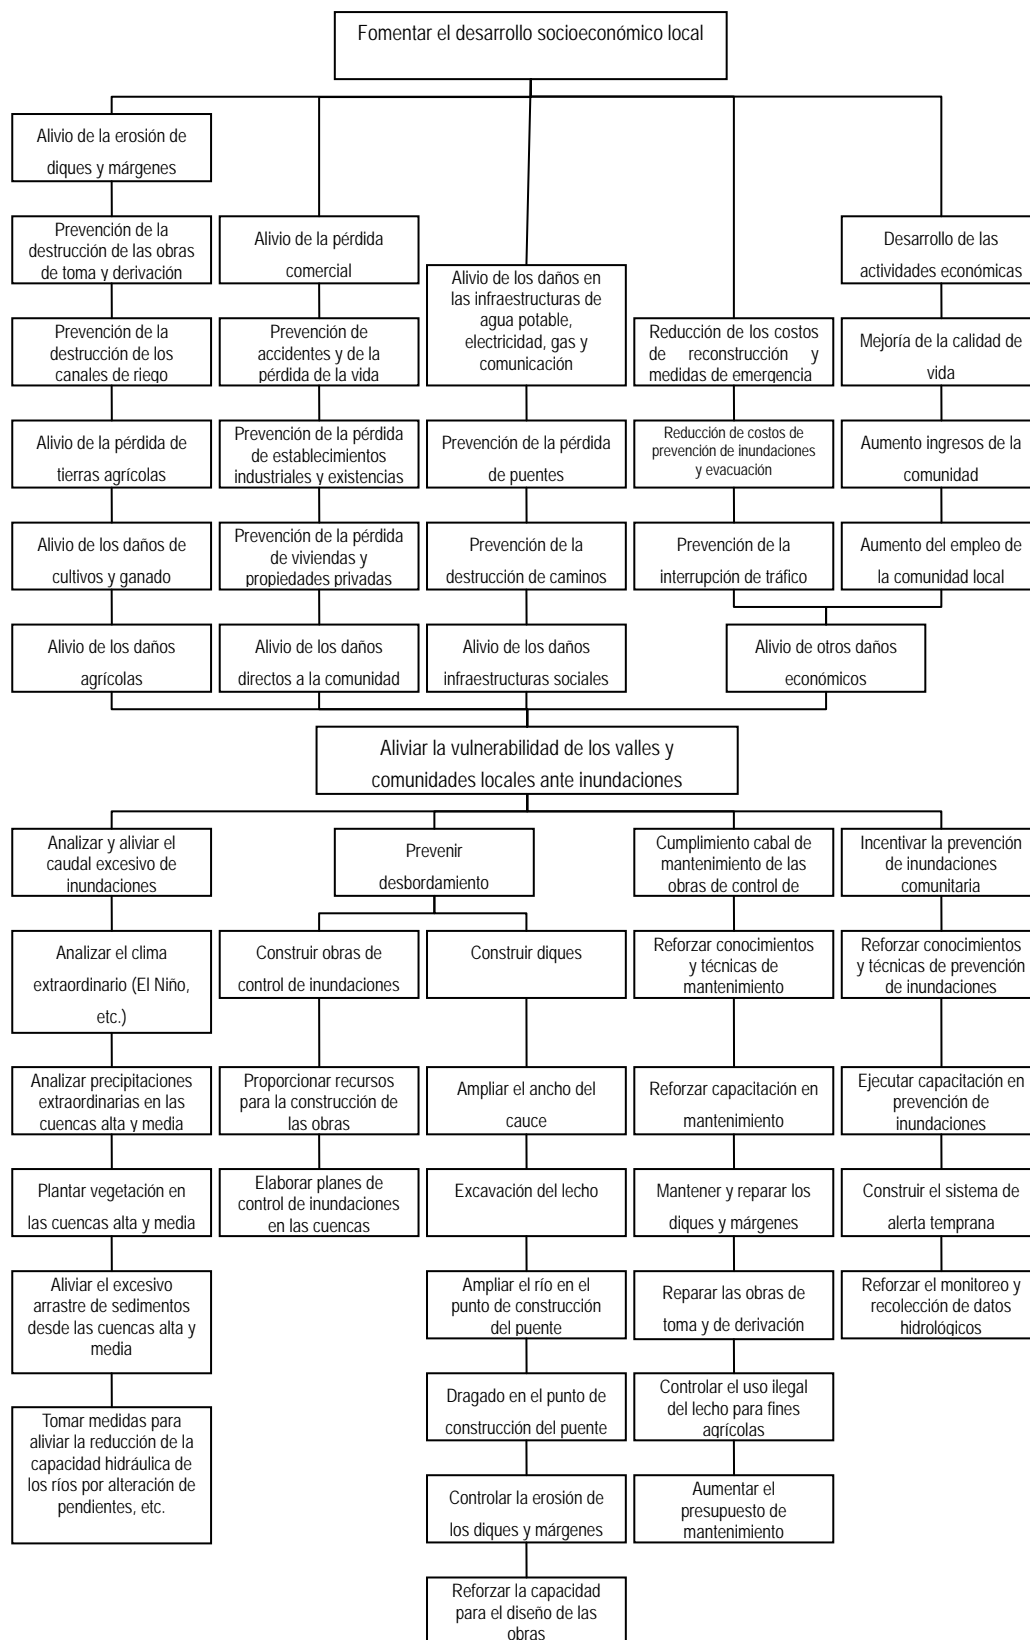 Fomentar el desarrollo socioeconómico local
Alivio de la erosión de
diques y márgenes
Prevención de la
destrucción de las obras
de toma y derivación
Alivio de la pérdida
comercial
Desarrollo de las
actividades económicas
Alivio de los daños en
las infraestructuras de
agua potable,
electricidad, gas y
comunicación
Prevención de la
destrucción de los
canales de riego
Prevención de
accidentes y de la
pérdida de la vida
Reducción de los costos
de reconstrucción y
medidas de emergencia
Mejoría de la calidad de
vida
Alivio de la pérdida de
tierras agrícolas
Prevención de la pérdida
de establecimientos
industriales y existencias
Prevención de la pérdida
de puentes
Reducción de costos de
prevención de inundaciones
y evacuación
Aumento ingresos de la
comunidad
Alivio de los daños de
cultivos y ganado
Prevención de la pérdida
de viviendas y
propiedades privadas
Prevención de la
destrucción de caminos
Prevención de la
interrupción de tráfico
Aumento del empleo de
la comunidad local
Alivio de los daños
agrícolas
Alivio de los daños
directos a la comunidad
Alivio de los daños
infraestructuras sociales
Alivio de otros daños
económicos
Aliviar la vulnerabilidad de los valles y
comunidades locales ante inundaciones
Analizar y aliviar el
caudal excesivo de
inundaciones
Prevenir
desbordamiento
Cumplimiento cabal de
mantenimiento de las
obras de control de
Incentivar la prevención
de inundaciones
comunitaria
Analizar el clima
extraordinario (El Niño,
etc.)
Construir obras de
control de inundaciones
Construir diques
Reforzar conocimientos
y técnicas de
mantenimiento
Reforzar conocimientos
y técnicas de prevención
de inundaciones
Analizar precipitaciones
extraordinarias en las
cuencas alta y media
Proporcionar recursos
para la construcción de
las obras
Ampliar el ancho del
cauce
Reforzar capacitación en
mantenimiento
Ejecutar capacitación en
prevención de
inundaciones
Plantar vegetación en
las cuencas alta y media
Elaborar planes de
control de inundaciones
en las cuencas
Excavación del lecho
Mantener y reparar los
diques y márgenes
Construir el sistema de
alerta temprana
Aliviar el excesivo
arrastre de sedimentos
desde las cuencas alta y
media
Ampliar el río en el
punto de construcción
del puente
Reparar las obras de
toma y de derivación
Reforzar el monitoreo y
recolección de datos
hidrológicos
Tomar medidas para
aliviar la reducción de la
capacidad hidráulica de
los ríos por alteración de
pendientes, etc.
Dragado en el punto de
construcción del puente
Controlar el uso ilegal
del lecho para fines
agrícolas
Controlar la erosión de
los diques y márgenes
Aumentar el
presupuesto de
mantenimiento
Reforzar la capacidad
para el diseño de las
obras